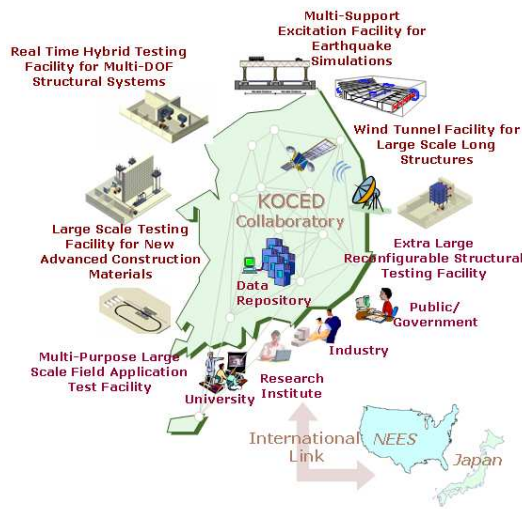 Multi-Support
Excitation Facility for
Earthquake
Simulations
Real Time Hybrid Testing
Facility for Multi-DOF
Structural Systems
Wind Tunnel Facility for
Large Scale Long
Structures
KOCED
Collaboratory
Large Scale Testing
Facility for New
Advanced Construction
Materials
Extra Large
Reconfigurable Structural
Testing Facility
Data
Repository
Public/
Government
Multi-Purpose Large
Scale Field Application
Test Facility
Industry
Research
Institute
University
International
Link
NEES
Japan